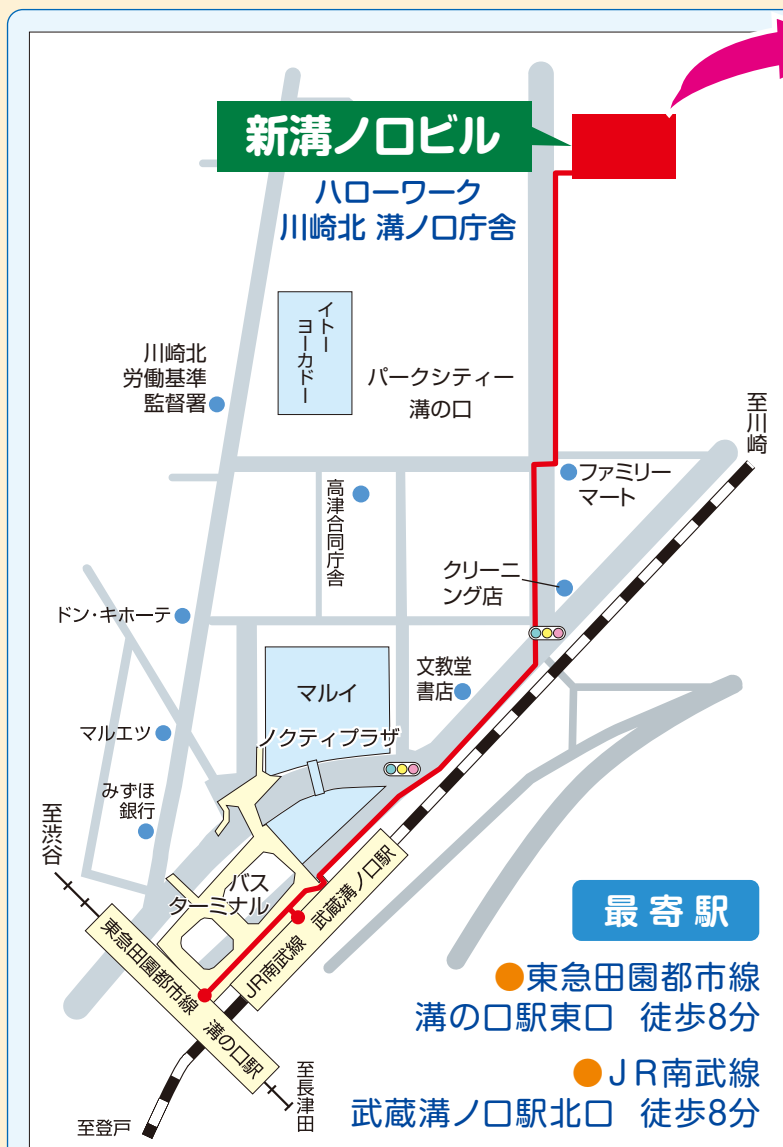 新溝ノ口ビル
ハローワーク
川崎北 溝ノ口庁舎
イトー
ヨーカドー
川崎北
労働基準
監督署
パークシティー
溝の口
至川崎
ファミリー
マート
高津合同庁舎
クリーニ
ング店
ドン・キホーテ
文教堂
書店
マルイ
マルエツ
ノクティプラザ
みずほ
銀行
至渋谷
バス
ターミナル
武蔵溝ノ口駅
JR南武線
東急田園都市線
溝の口駅
至長津田
至登戸
最寄駅
●東急田園都市線
溝の口駅東口 徒歩8分
●JR南武線
武蔵溝ノ口駅北口 徒歩8分